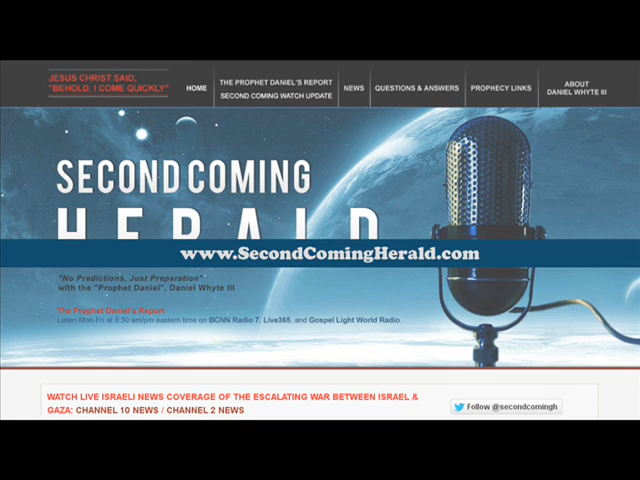 JESUS CHRIST SAID,
"BEHOLD, I COME QUICKLY"
HOME
THE PROPHET DANIEL'S REPORT
SECOND COMING WATCH UPDATE
NEWS
QUESTIONS & ANSWERS
PROPHECY LINKS
ABOUT
DANIEL WHYTE III
SECOND COMING
HERALD
www.SecondComingHerald.com
"No Predictions, Just Preparation"
with the "Prophet Daniel", Daniel Whyte III
The Prophet Daniel's Report
Listen Mon-Fri at 8:30 am/pm eastern time on BCNN Radio 7, Live365, and Gospel Light World Radio.
WATCH LIVE ISRAELI NEWS COVERAGE OF THE ESCALATING WAR BETWEEN ISRAEL &
GAZA: CHANNEL 10 NEWS / CHANNEL 2 NEWS
Follow @secondcomingh